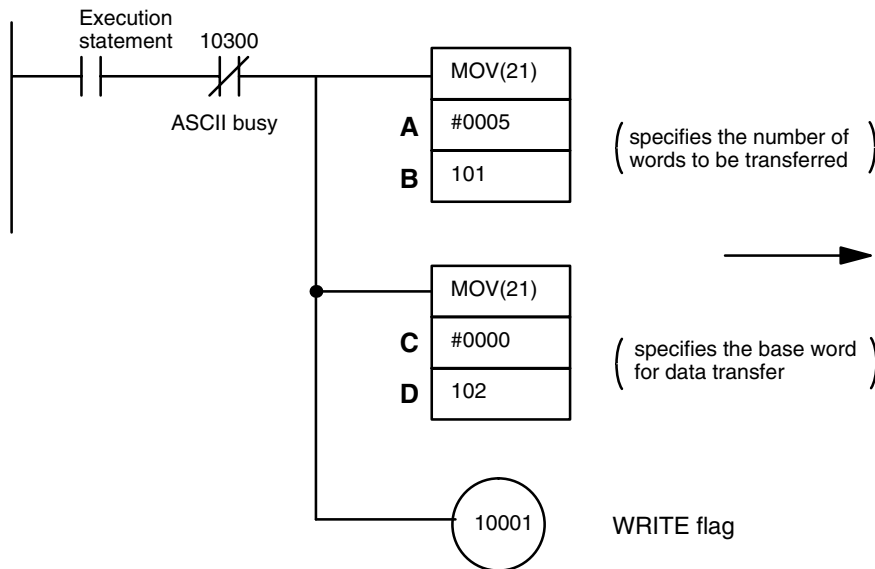 Execution
statement
10300
ASCII busy
MOV(21)
A #0005
B 101
(specifies the number of
words to be transferred)
MOV(21)
C #0000
D 102
(specifies the base word
for data transfer)
10001
WRITE flag